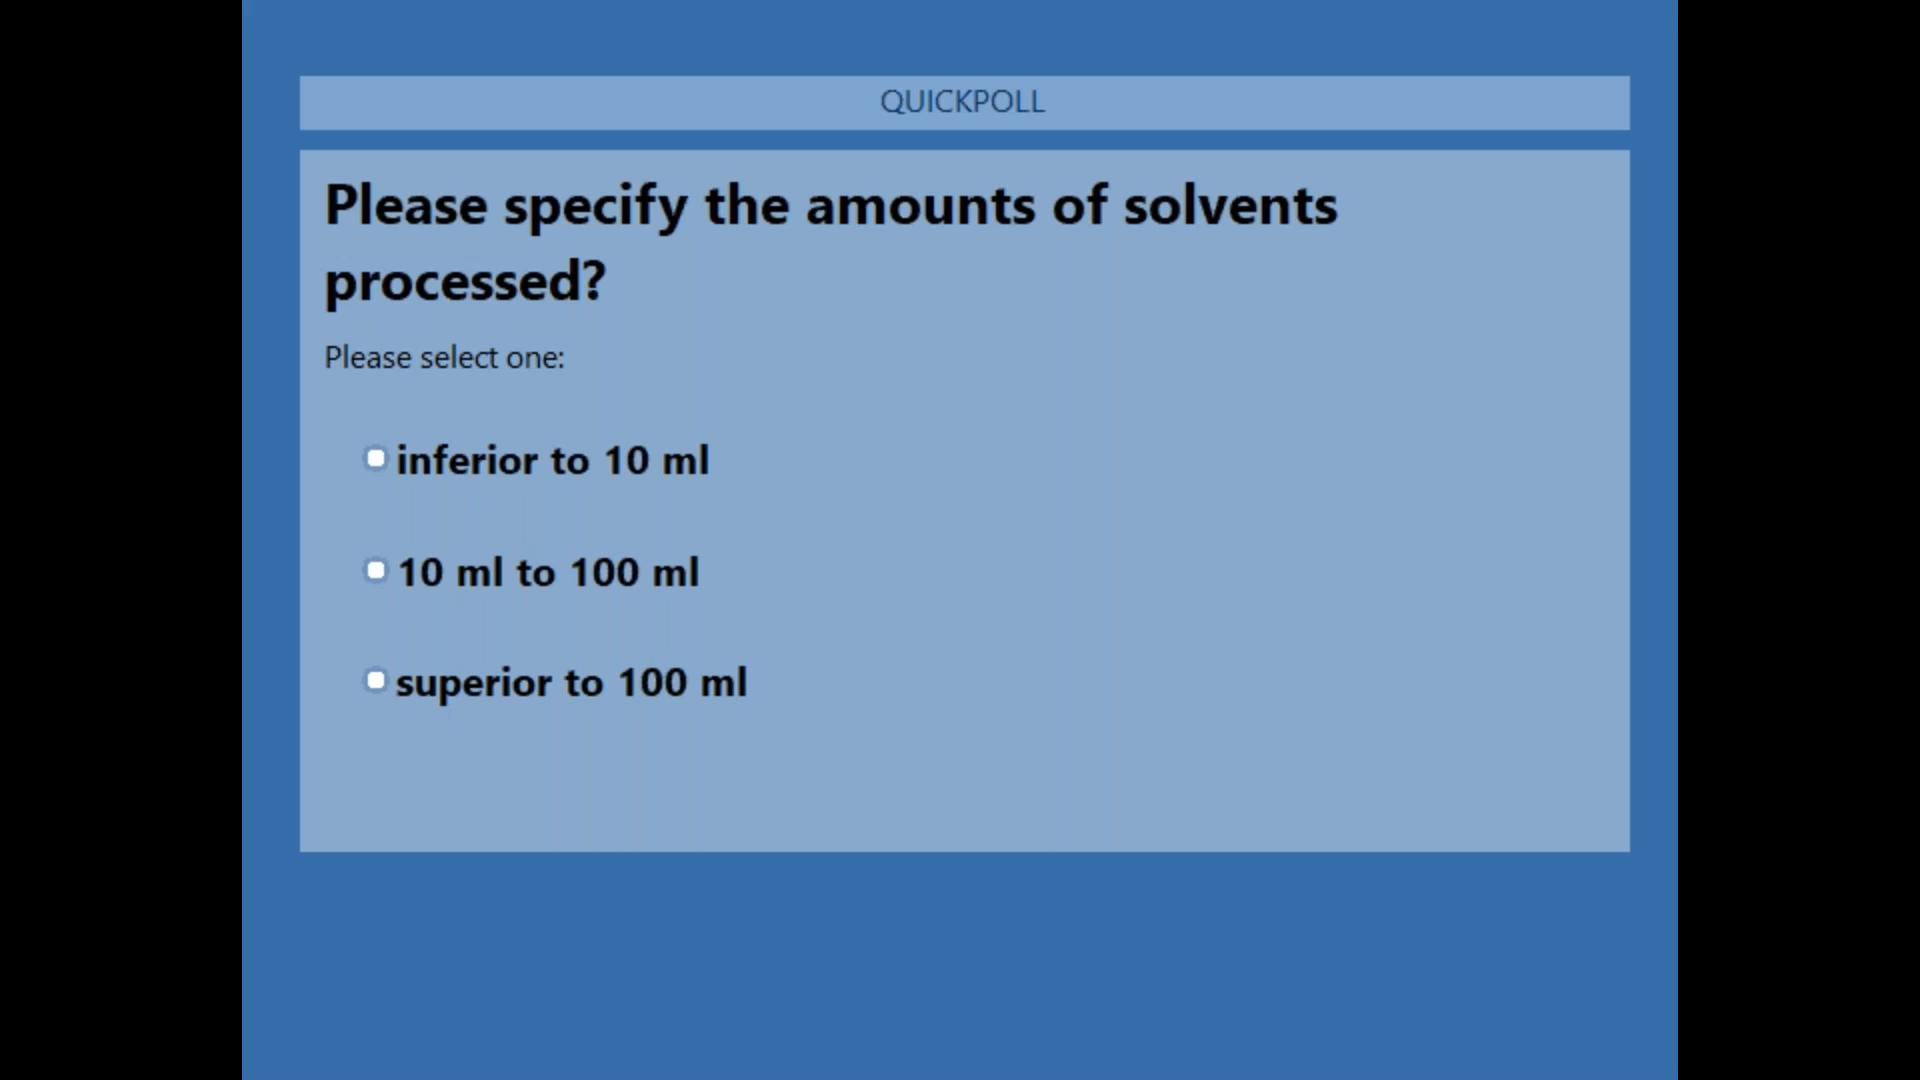 QUICKPOLL
Please specify the amounts of solvents
processed?
Please select one:
inferior to 10 ml
10 ml to 100 ml
superior to 100 ml